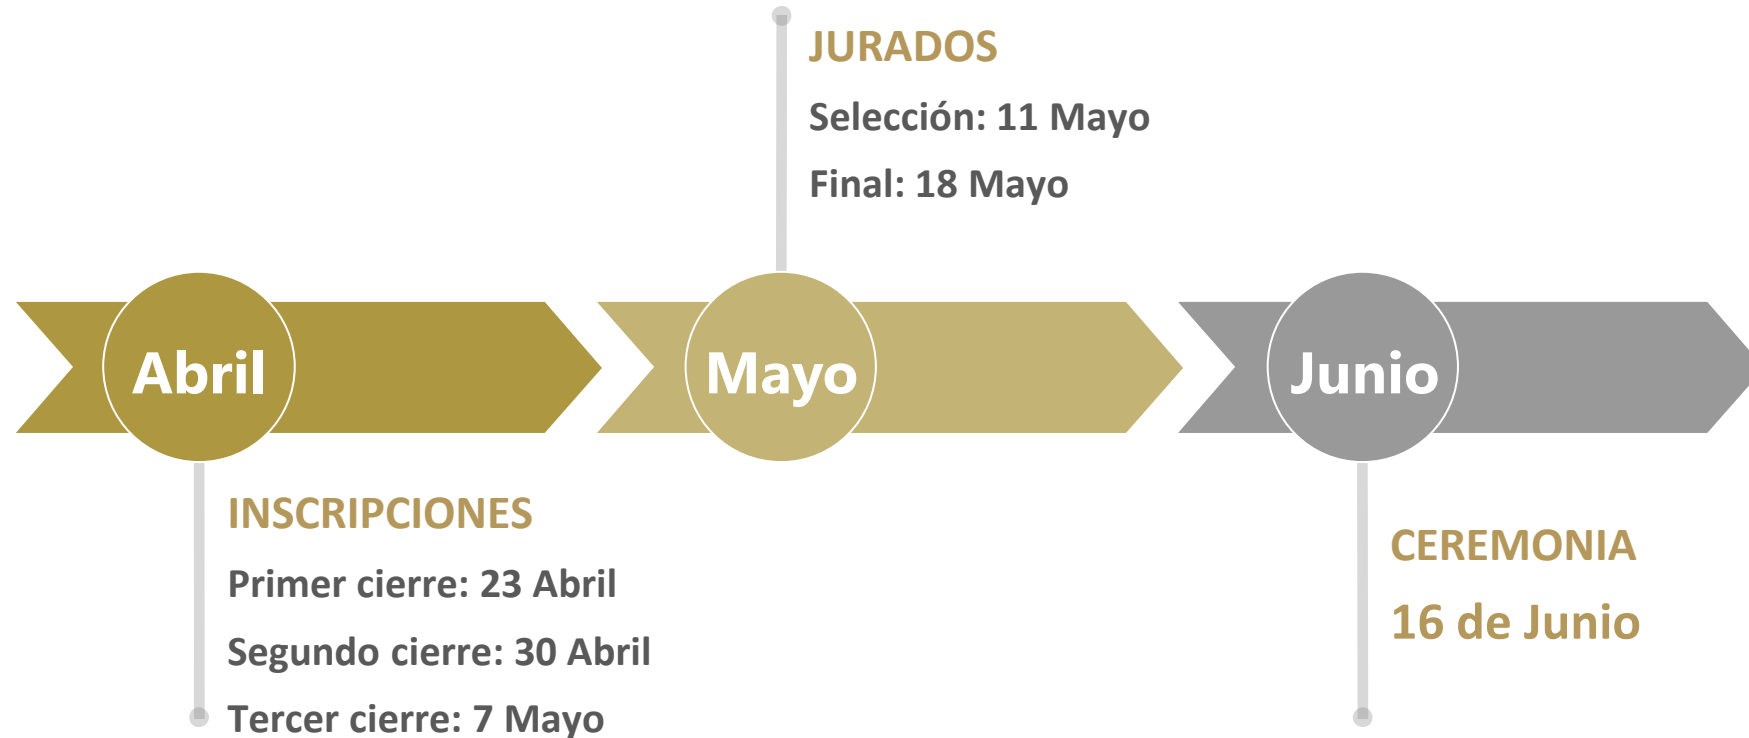 JURADOS
Selección: 11 Mayo
Final: 18 Mayo
Abril
Mayo
Junio
INSCRIPCIONES
Primer cierre: 23 Abril
Segundo cierre: 30 Abril
Tercer cierre: 7 Mayo
CEREMONIA
16 de Junio